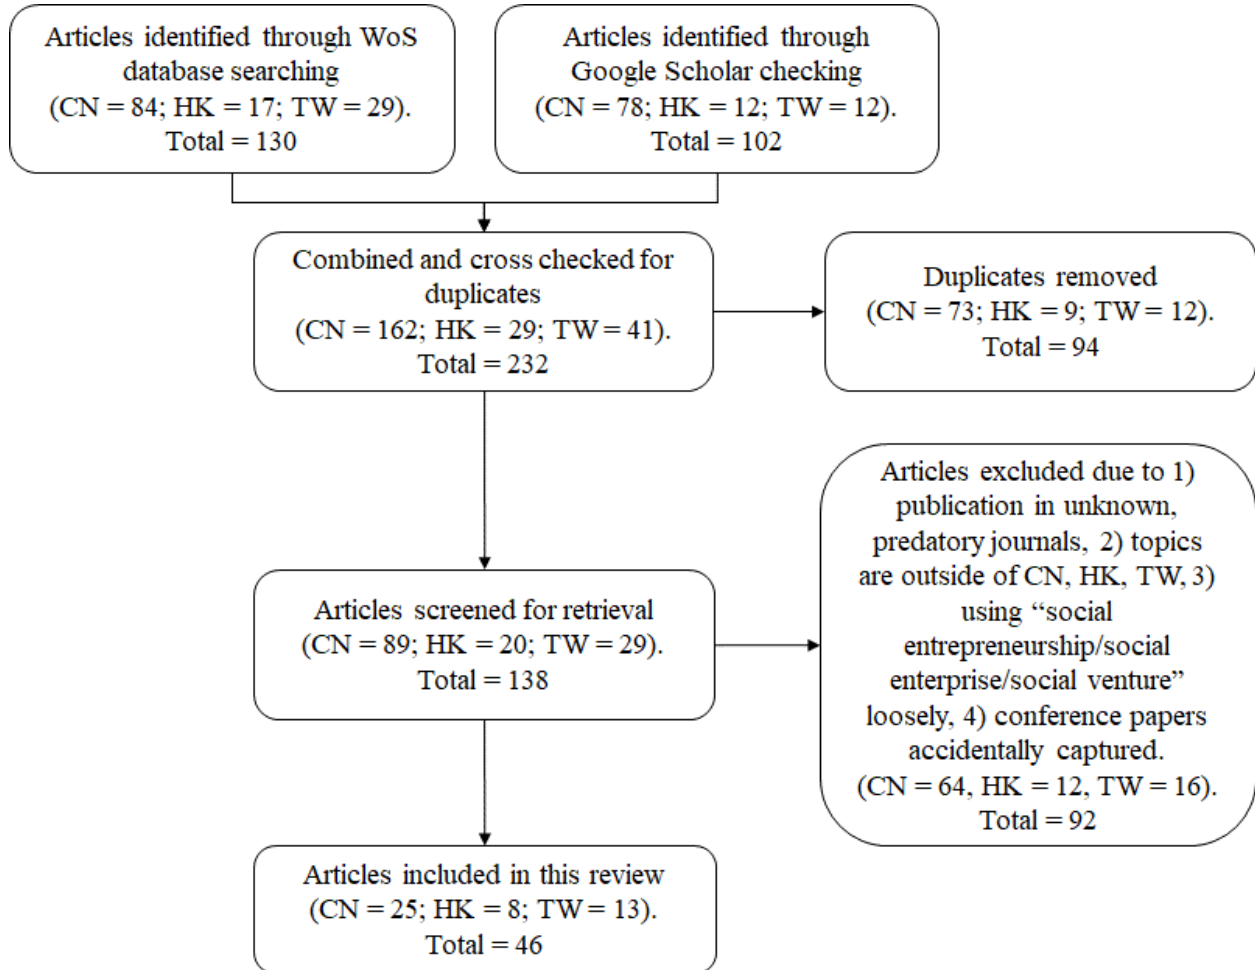 Articles identified through WoS
database searching
(CN = 84; HK = 17; TW = 29).
Total = 130
Articles identified through
Google Scholar checking
(CN = 78; HK = 12; TW = 12).
Total = 102
Combined and cross checked for
duplicates
(CN = 162; HK = 29; TW = 41).
Total = 232
Duplicates removed
(CN = 73; HK = 9; TW = 12).
Total = 94
Articles screened for retrieval
(CN = 89; HK = 20; TW = 29).
Total = 138
Articles excluded due to 1)
publication in unknown,
predatory journals, 2) topics
are outside of CN, HK, TW, 3)
using “social
entrepreneurship/social
enterprise/social venture”
loosely, 4) conference papers
accidentally captured.
(CN = 64, HK = 12, TW = 16).
Total = 92
Articles included in this review
(CN = 25; HK = 8; TW = 13).
Total = 46